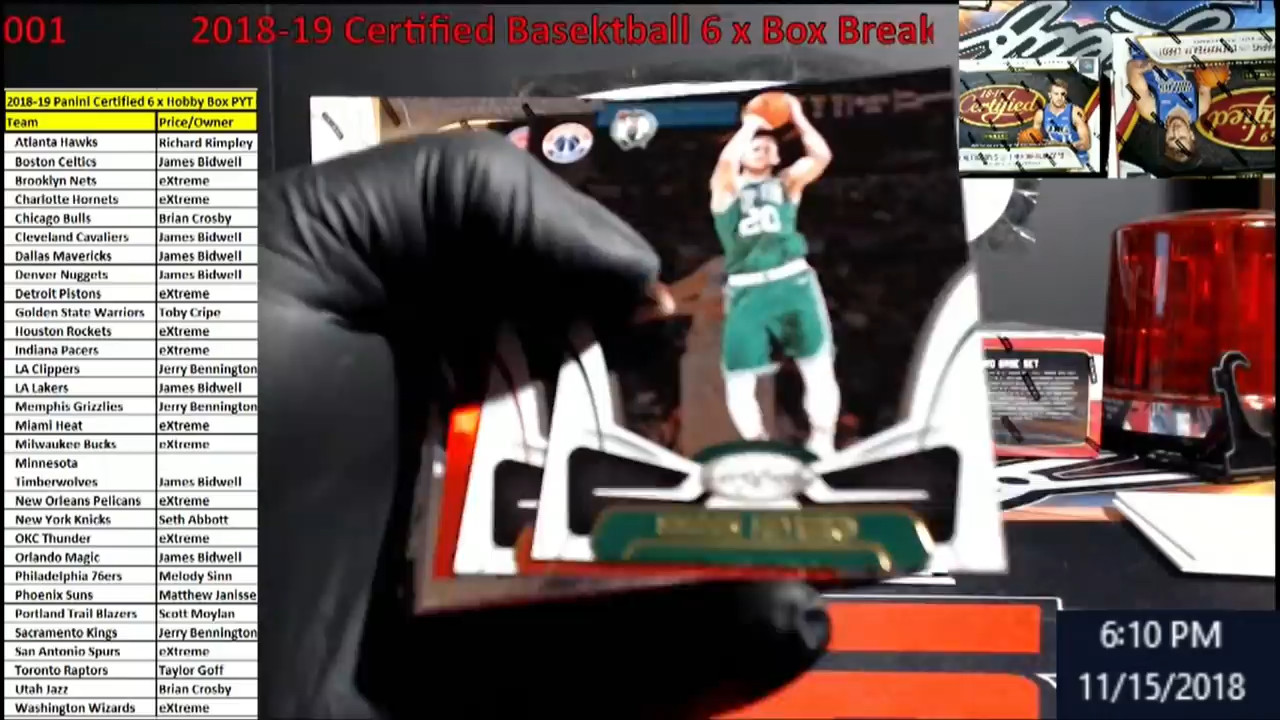 001 2018-19 Certified Basektball 6 x Box Break
2018-19 Panini Certified 6 x Hobby Box PYT
Team Price/Owner
Atlanta Hawks Richard Rimpley
Boston Celtics James Bidwell
Brooklyn Nets eXtreme
Charlotte Hornets eXtreme
Chicago Bulls Brian Crosby
Cleveland Cavaliers James Bidwell
Dallas Mavericks James Bidwell
Denver Nuggets James Bidwell
Detroit Pistons eXtreme
Golden State Warriors Toby Cripe
Houston Rockets eXtreme
Indiana Pacers eXtreme
LA Clippers Jerry Bennington
LA Lakers James Bidwell
Memphis Grizzlies Jerry Bennington
Miami Heat eXtreme
Milwaukee Bucks eXtreme
Minnesota
Timberwolves James Bidwell
New Orleans Pelicans eXtreme
New York Knicks Seth Abbott
OKC Thunder eXtreme
Orlando Magic James Bidwell
Philadelphia 76ers Melody Sinn
Phoenix Suns Matthew Janisse
Portland Trail Blazers Scott Moylan
Sacramento Kings Jerry Bennington
San Antonio Spurs eXtreme
Toronto Raptors Taylor Goff
Utah Jazz Brian Crosby
Washington Wizards eXtreme
20
Certified
6:10 PM
11/15/2018